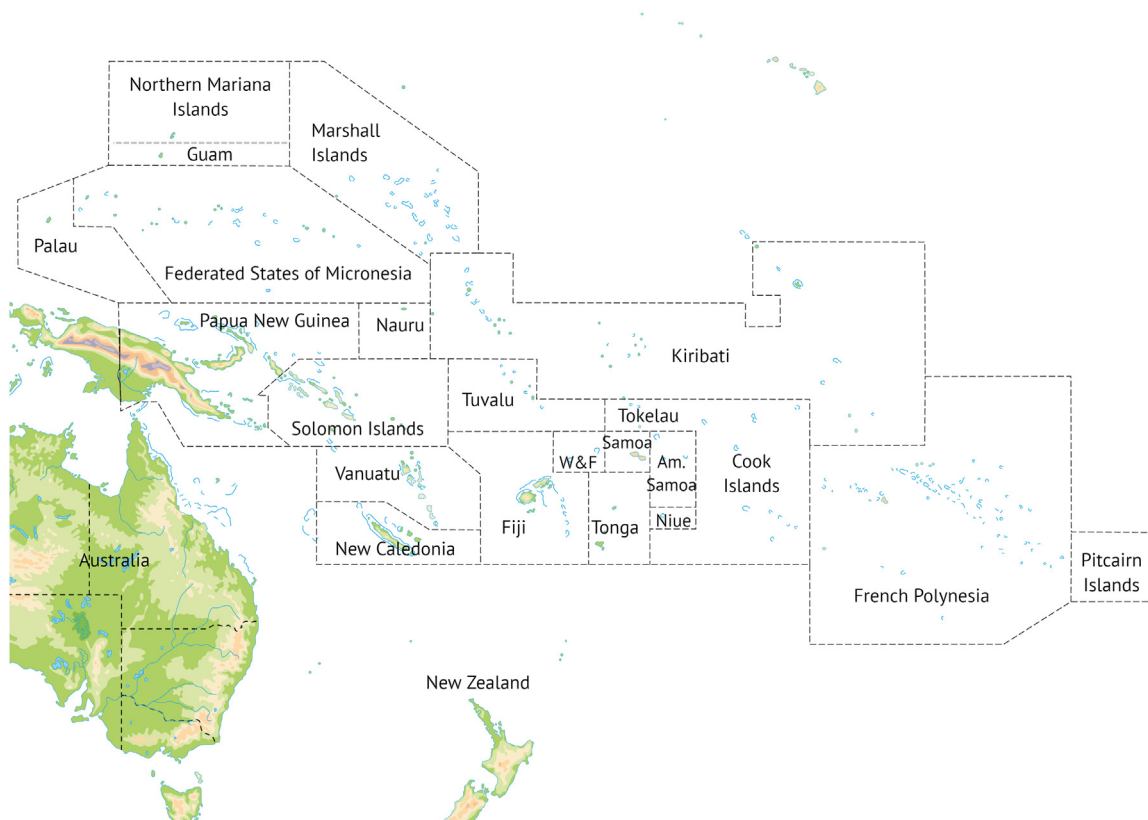 Northern Mariana
Islands
Guam
Marshall
Islands
Palau
Federated States of Micronesia
Papua New Guinea
Nauru
Kiribati
Tuvalu
Tokelau
Solomon Islands
Samoa
W&F
Am.
Samoa
Cook
Islands
Vanuatu
Fiji
Tonga
Niue
New Caledonia
Australia
French Polynesia
Pitcairn
Islands
New Zealand